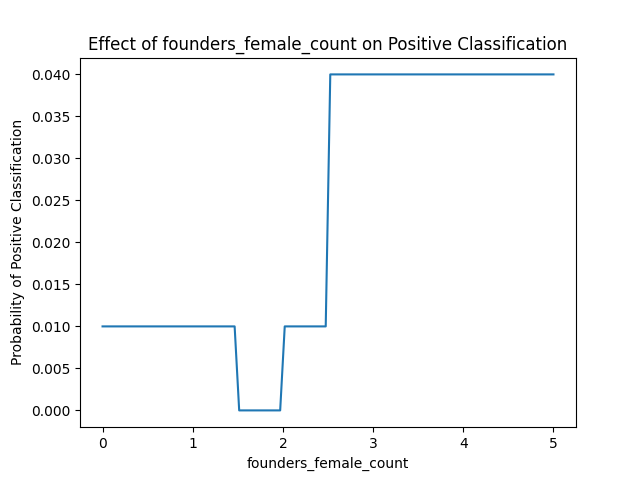 Effect of founders_female_count on Positive Classification
Probability of Positive Classification
0.040
0.035
0.030
0.025
0.020
0.015
0.010
0.005
0.000
0 1 2 3 4 5
founders_female_count